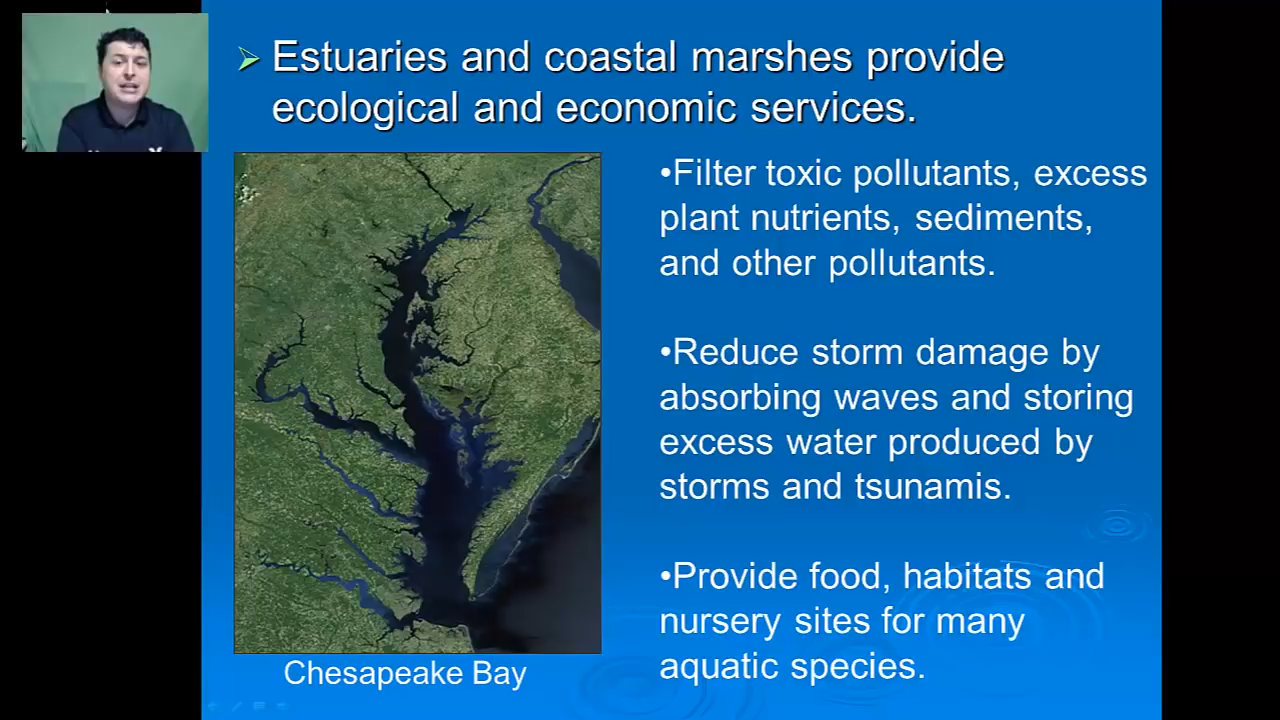 Estuaries and coastal marshes provide
ecological and economic services.
•Filter toxic pollutants, excess
plant nutrients, sediments,
and other pollutants.
•Reduce storm damage by
absorbing waves and storing
excess water produced by
storms and tsunamis.
•Provide food, habitats and
nursery sites for many
aquatic species.
Chesapeake Bay